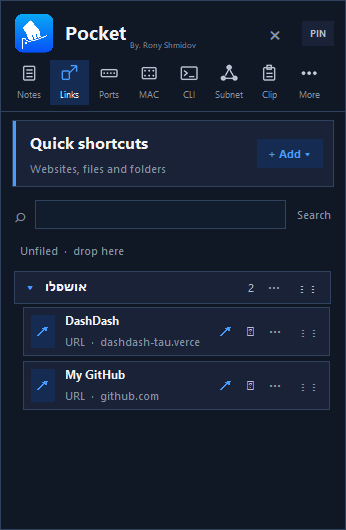 Pocket
By. Rony Shmidov
× PIN
Notes Links Ports MAC CLI Subnet Clip More
Quick shortcuts
Websites, files and folders
+ Add ▾
Search
Unfiled · drop here
אושפלו 2
DashDash
URL · dashdash-tau.verce
My GitHub
URL · github.com